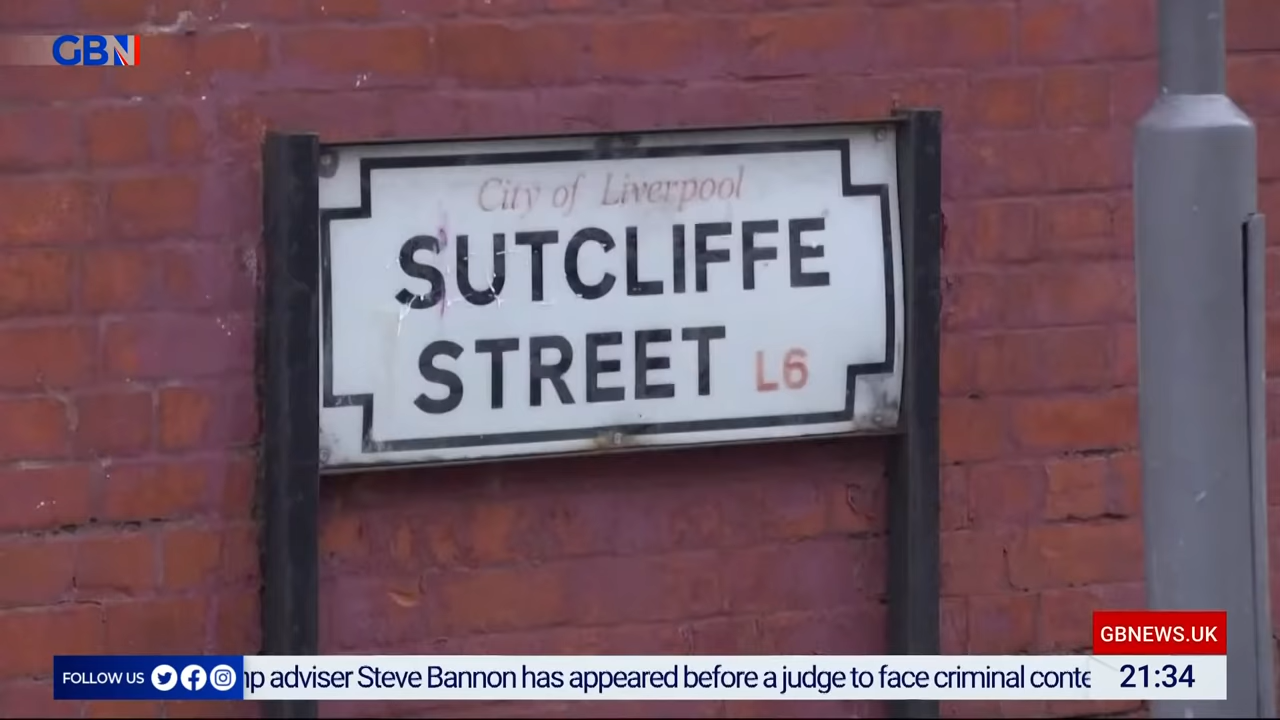 GBN
City of Liverpool
SUTCLIFFE
STREET L6
GBNEWS.UK
FOLLOW US
adviser Steve Bannon has appeared before a judge to face criminal
21:34